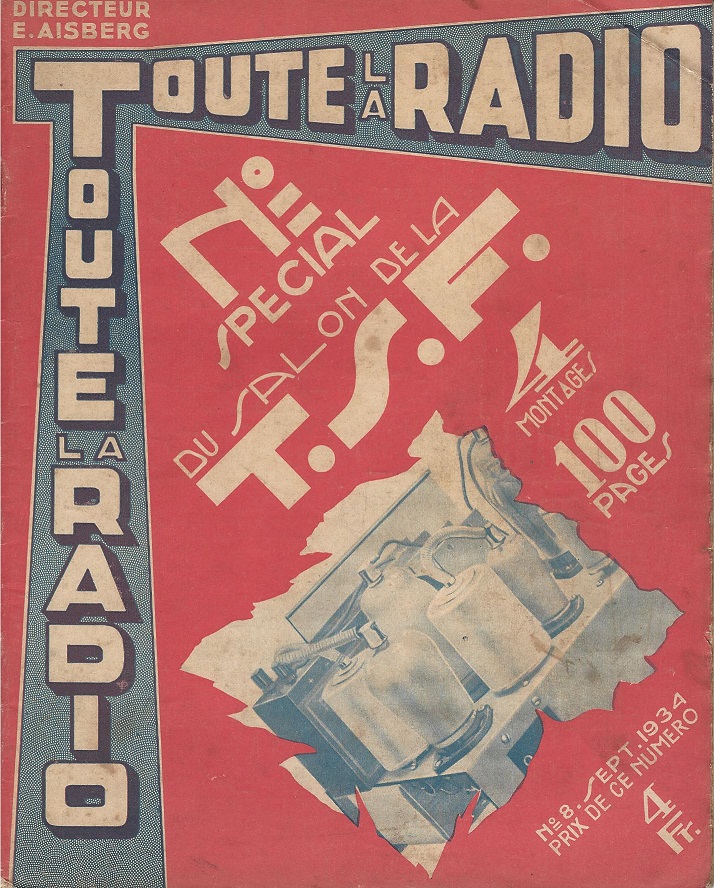 DIRECTEUR
E. AISBERG
TOUTE LA RADIO
TOUTE LA RADIO
Nº
SPECIAL
DU SALON DE LA
T.S.F.
4
MONTAGES
100
PAGES
Nº 8. SEPT. 1934
PRIX DE CE NUMÉRO
4
Fr.